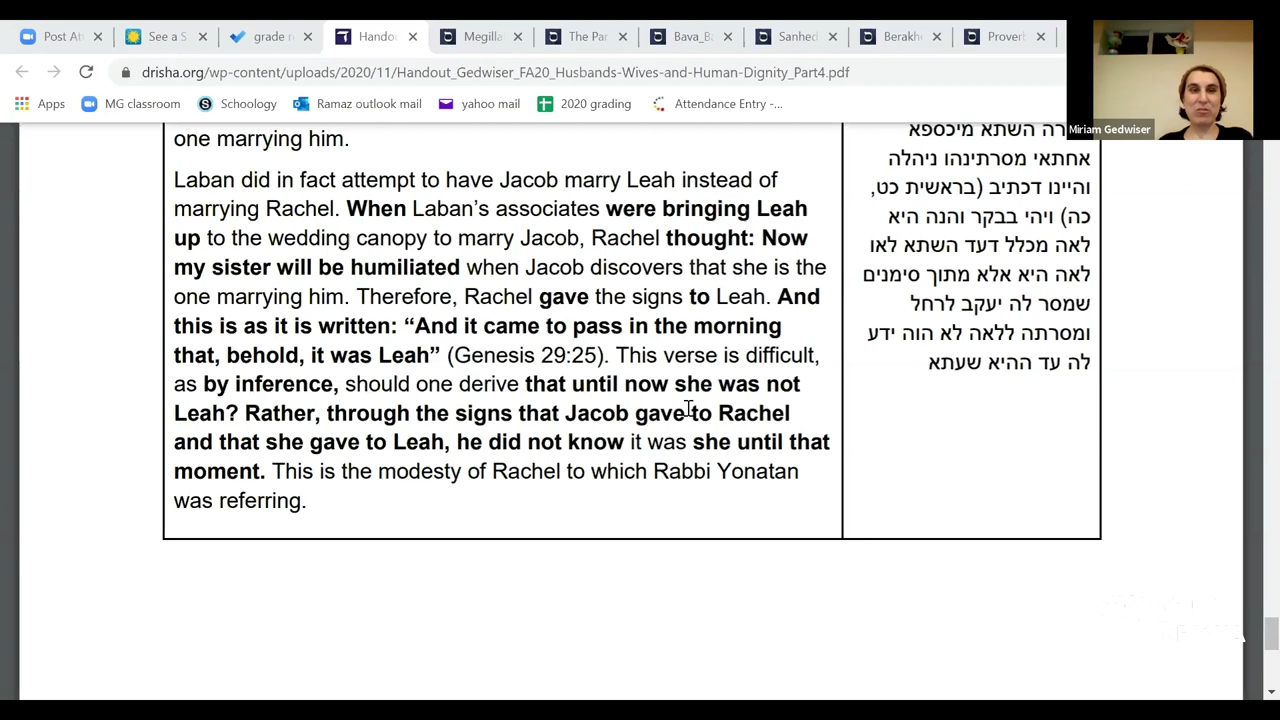 Post At
See a S
grade r
Hando
Megilla
The Par
Bava_Ba
Sanhed
Berakho
Proverb
drisha.org/wp-content/uploads/2020/11/Handout_Gedwiser_FA20_Husbands-Wives-and-Human-Dignity_Part4.pdf
Apps
MG classroom
Schoology
Ramaz outlook mail
yahoo mail
2020 grading
Attendance Entry -...
Miriam Gedwiser
one marrying him.
Laban did in fact attempt to have Jacob marry Leah instead of
marrying Rachel. When Laban’s associates were bringing Leah
up to the wedding canopy to marry Jacob, Rachel thought: Now
my sister will be humiliated when Jacob discovers that she is the
one marrying him. Therefore, Rachel gave the signs to Leah. And
this is as it is written: “And it came to pass in the morning
that, behold, it was Leah” (Genesis 29:25). This verse is difficult,
as by inference, should one derive that until now she was not
Leah? Rather, through the signs that Jacob gave to Rachel
and that she gave to Leah, he did not know it was she until that
moment. This is the modesty of Rachel to which Rabbi Yonatan
was referring.
השתא מיכספא
אחתאי מסרתינהו ניהלה
והיינו דכתיב (בראשית כט,
כה) ויהי בבקר והנה היא
לאה מכלל דעד השתא לאו
לאה היא אלא מתוך סימנים
שמסר לה יעקב לרחל
ומסרתה ללאה לא הוה ידע
לה עד ההיא שעתא